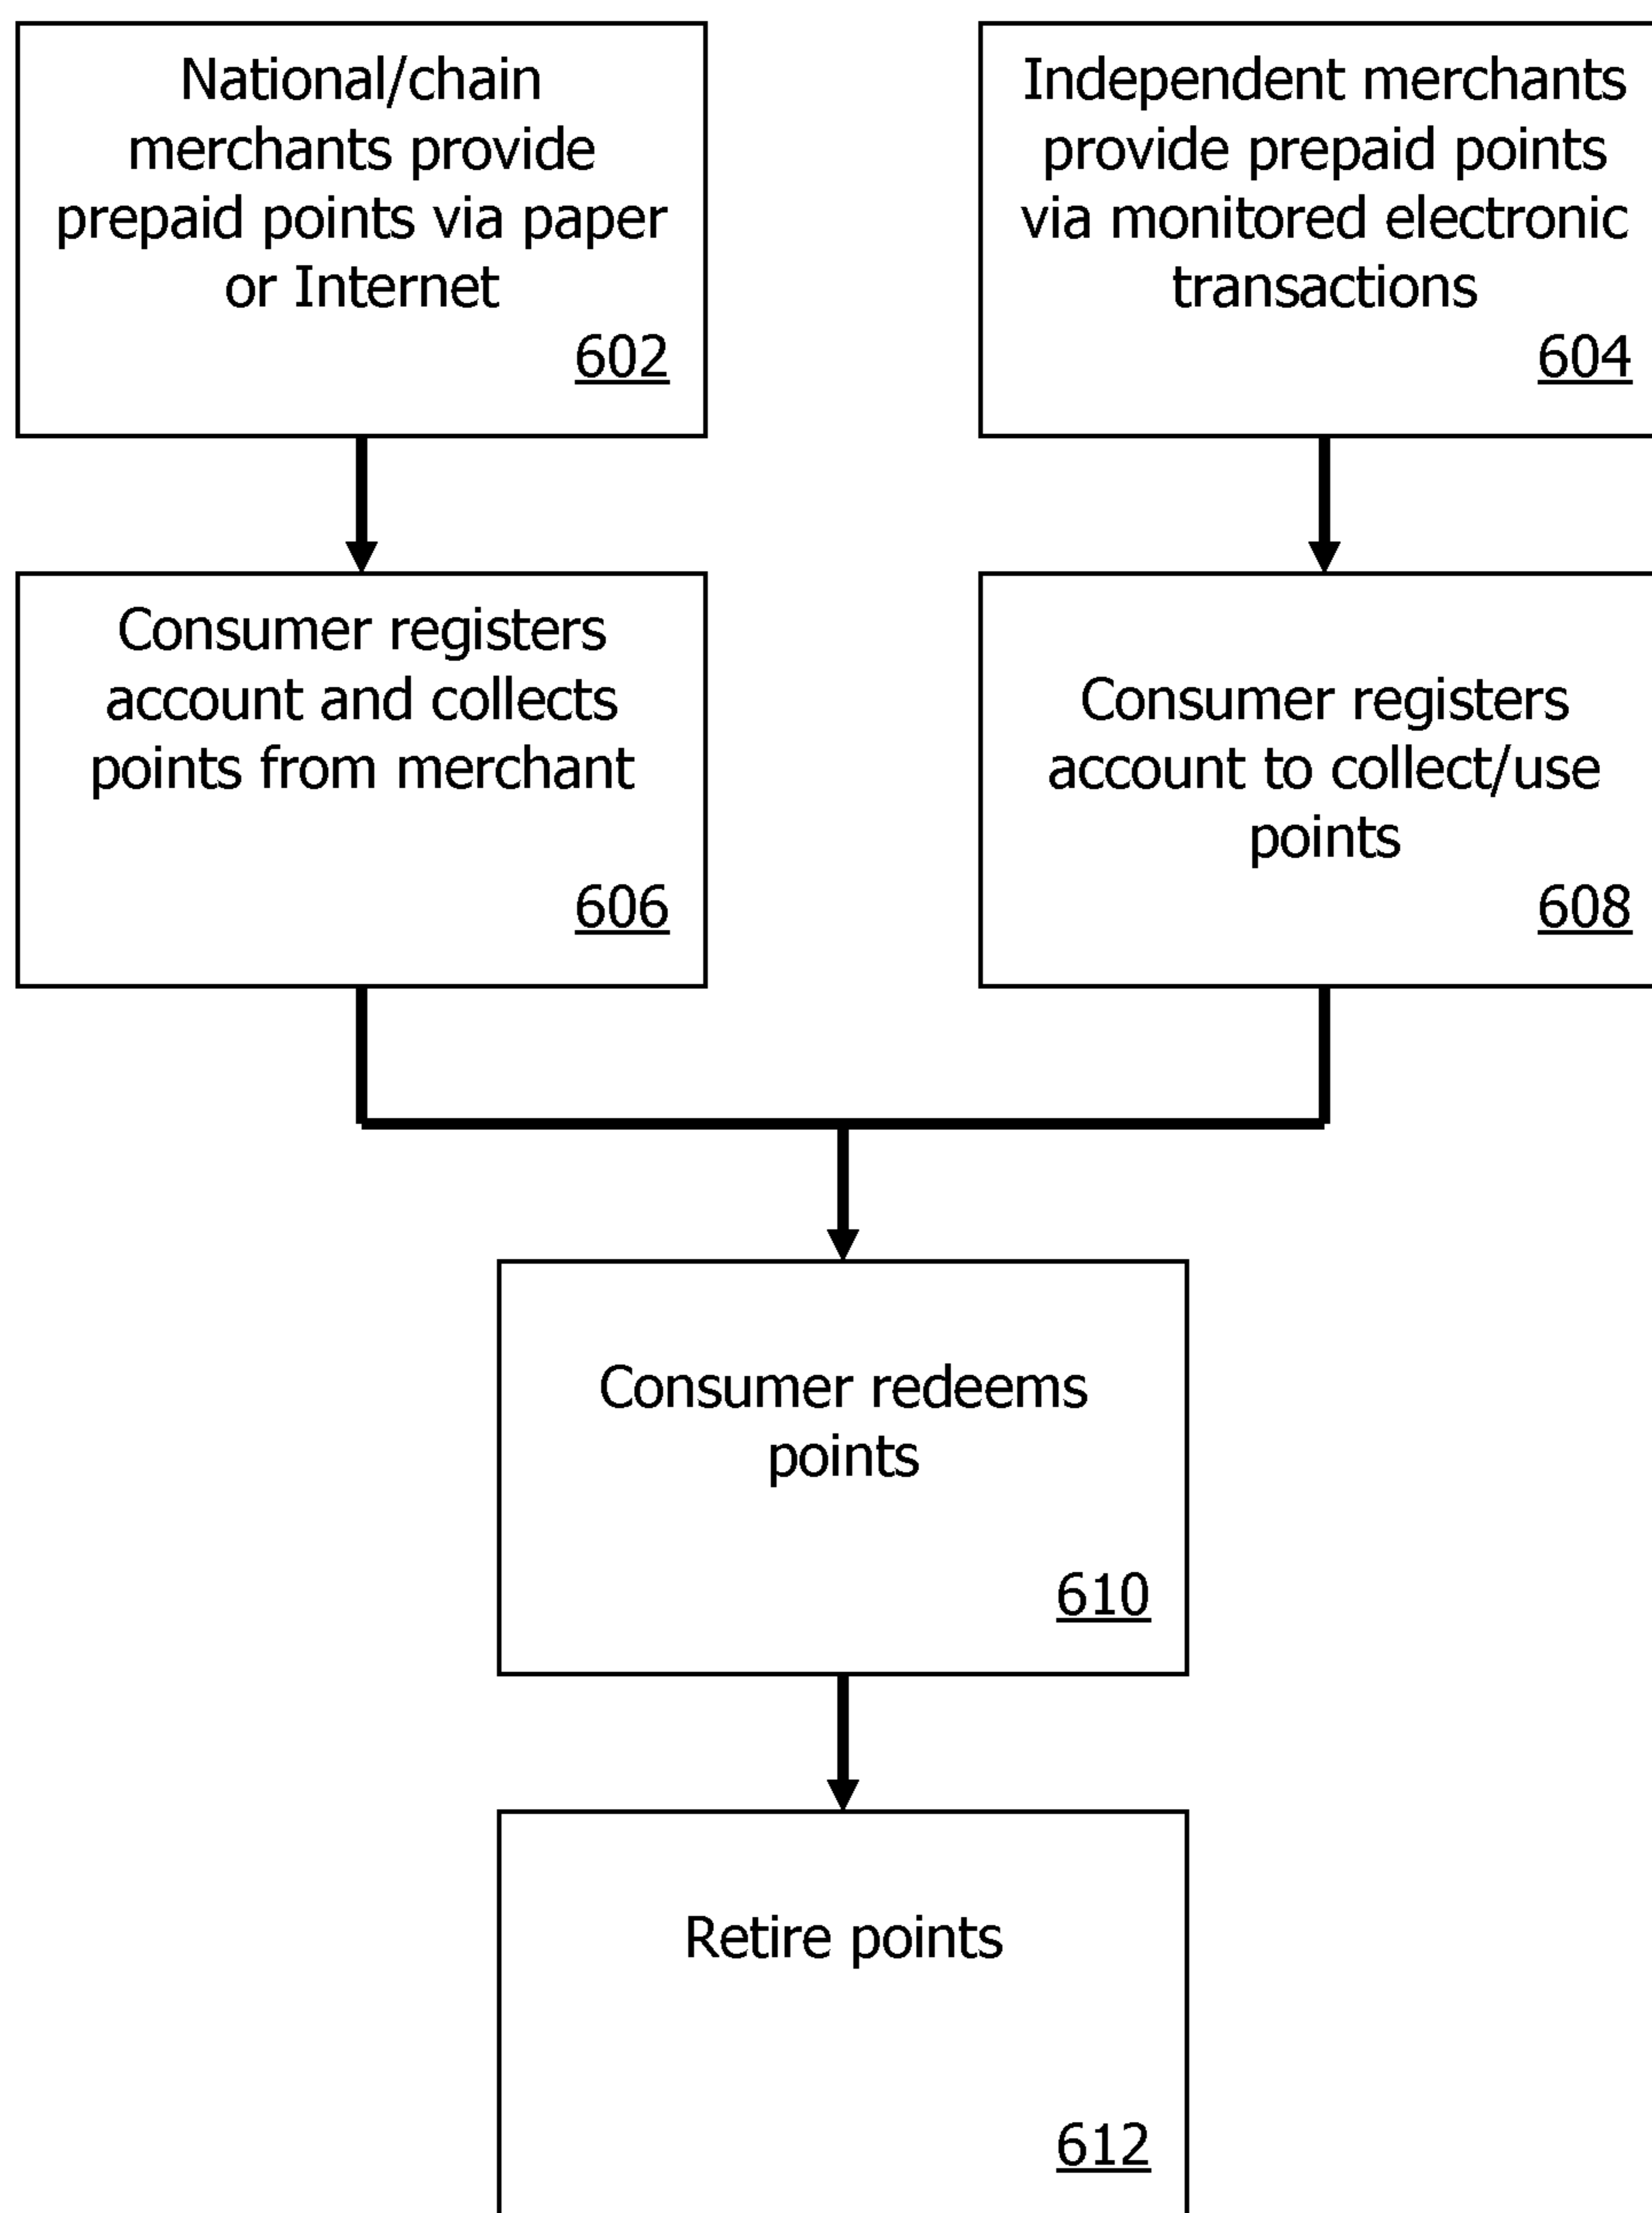 National/chain
merchants provide
prepaid points via paper
or Internet
602
Independent merchants
provide prepaid points
via monitored electronic
transactions
604
Consumer registers
account and collects
points from merchant
606
Consumer registers
account to collect/use
points
608
Consumer redeems
points
610
Retire points
612